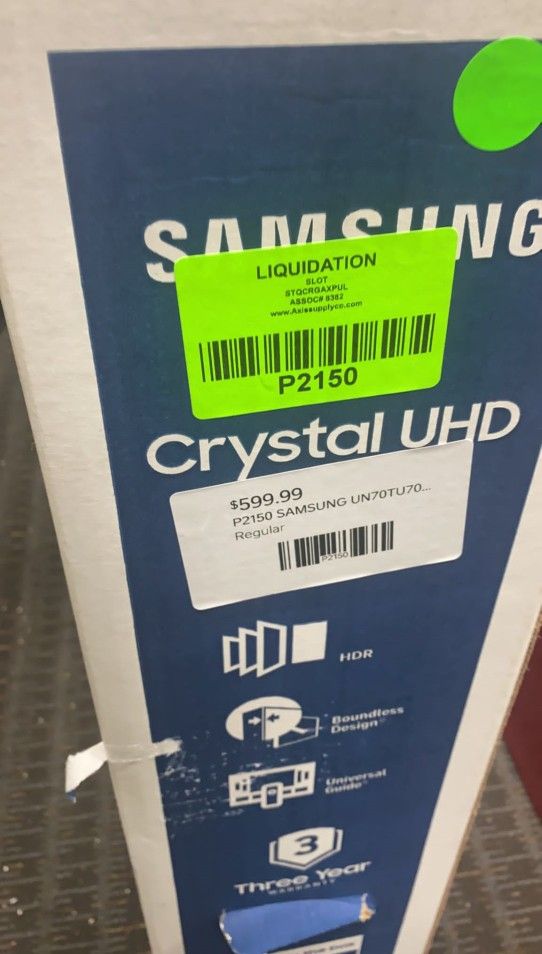 SAMSUNG
LIQUIDATION
SLOT
STQCRGAXPUL
ASSOC# 8382
www.Axissupplyco.com
P2150
Crystal UHD
$599.99
P2150 SAMSUNG UN70TU70...
Regular
P2150
HDR
Boundless
Design
Universal
Guide
3
Three Year
WARRANTY